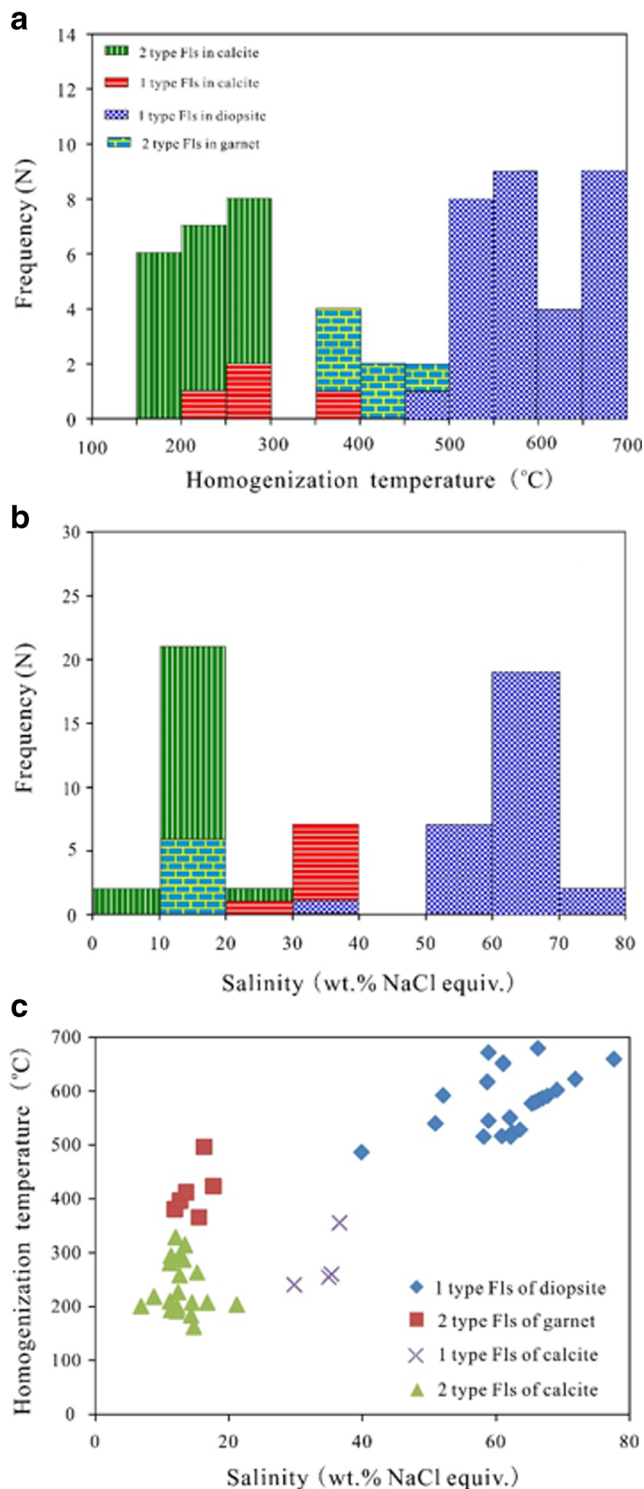 a
14
12
10
8
6
4
2
0
Frequency (N)
2 type FIs in calcite
1 type FIs in calcite
1 type FIs in diopsite
2 type FIs in garnet
100 200 300 400 500 600 700
Homogenization temperature (°C)
b
30
25
20
15
10
5
0
Frequency (N)
0 10 20 30 40 50 60 70 80
Salinity (wt.% NaCl equiv.)
c
700
600
500
400
300
200
100
0
Homogenization temperature (°C)
1 type FIs of diopsite
2 type FIs of garnet
1 type FIs of calcite
2 type FIs of calcite
0 20 40 60 80
Salinity (wt.% NaCl equiv.)